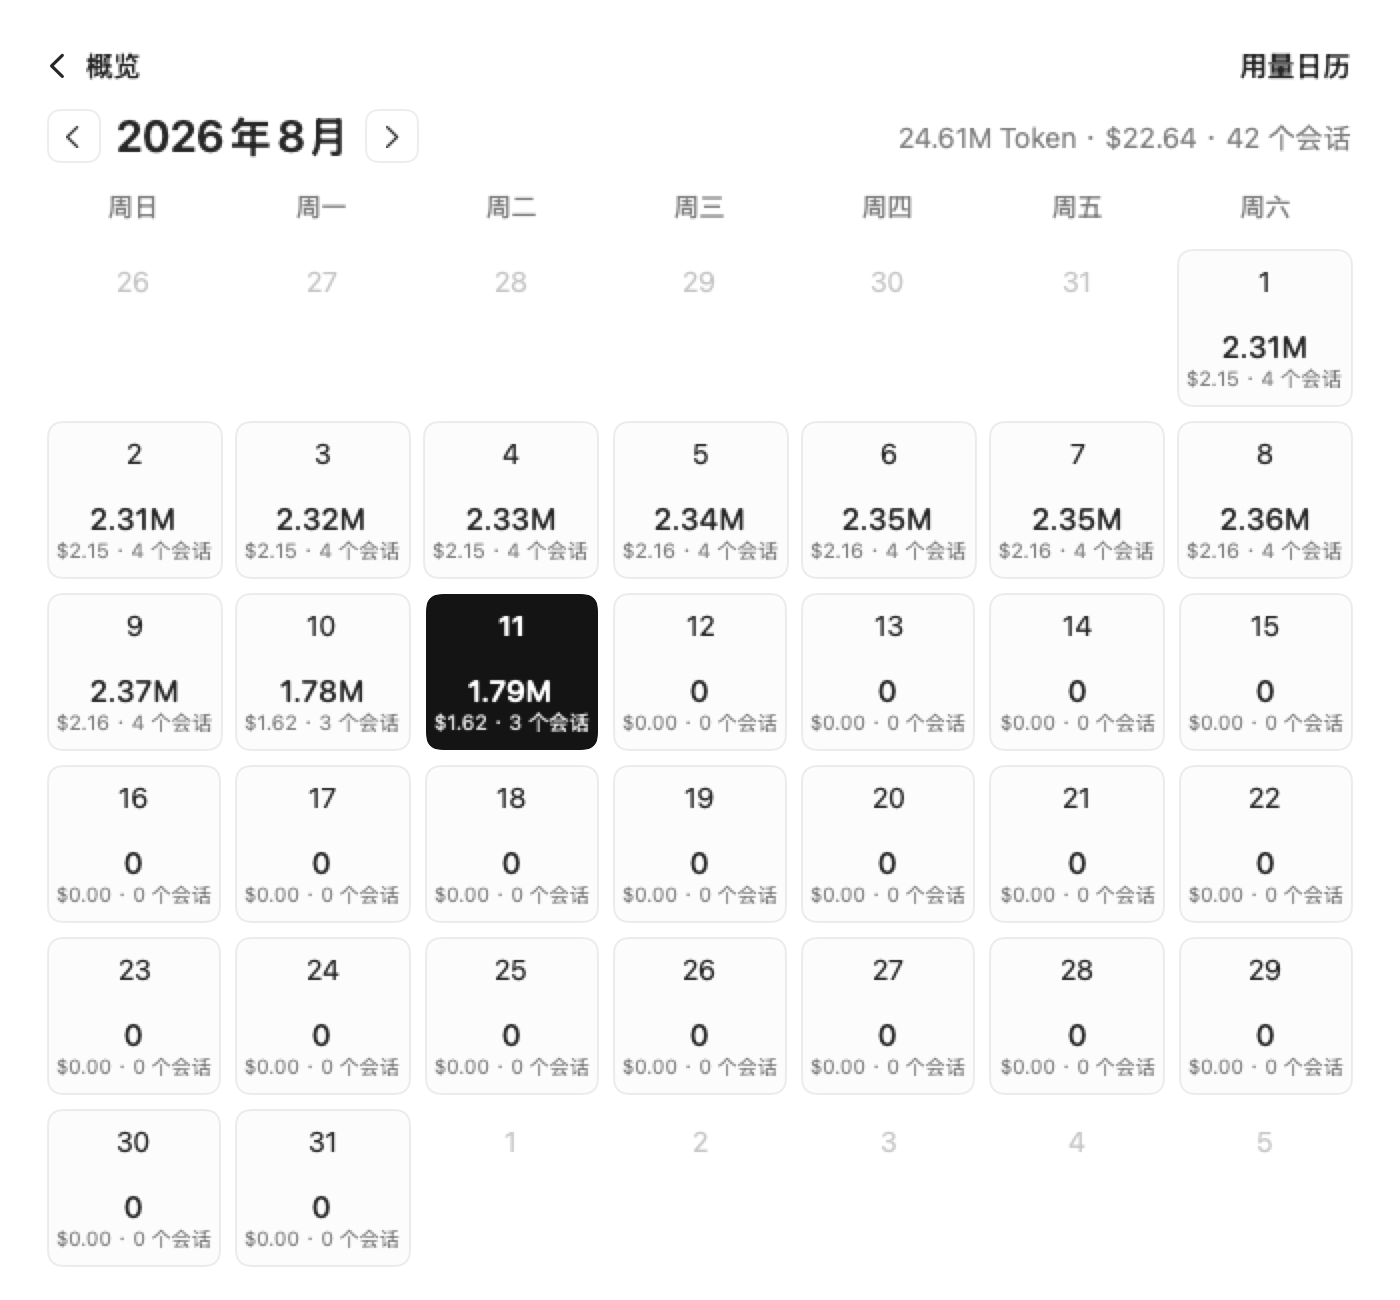 概览
用量日历
2026年8月
24.61M Token · $22.64 · 42 个会话
周日 周一 周二 周三 周四 周五 周六
26 27 28 29 30 31 1
2.31M
$2.15 · 4 个会话
2 3 4 5 6 7 8
2.31M 2.32M 2.33M 2.34M 2.35M 2.35M 2.36M
$2.15 · 4 个会话 $2.15 · 4 个会话 $2.15 · 4 个会话 $2.16 · 4 个会话 $2.16 · 4 个会话 $2.16 · 4 个会话 $2.16 · 4 个会话
9 10 11 12 13 14 15
2.37M 1.78M 1.79M 0 0 0 0
$2.16 · 4 个会话 $1.62 · 3 个会话 $1.62 · 3 个会话 $0.00 · 0 个会话 $0.00 · 0 个会话 $0.00 · 0 个会话 $0.00 · 0 个会话
16 17 18 19 20 21 22
0 0 0 0 0 0 0
$0.00 · 0 个会话 $0.00 · 0 个会话 $0.00 · 0 个会话 $0.00 · 0 个会话 $0.00 · 0 个会话 $0.00 · 0 个会话 $0.00 · 0 个会话
23 24 25 26 27 28 29
0 0 0 0 0 0 0
$0.00 · 0 个会话 $0.00 · 0 个会话 $0.00 · 0 个会话 $0.00 · 0 个会话 $0.00 · 0 个会话 $0.00 · 0 个会话 $0.00 · 0 个会话
30 31 1 2 3 4 5
0 0
$0.00 · 0 个会话 $0.00 · 0 个会话